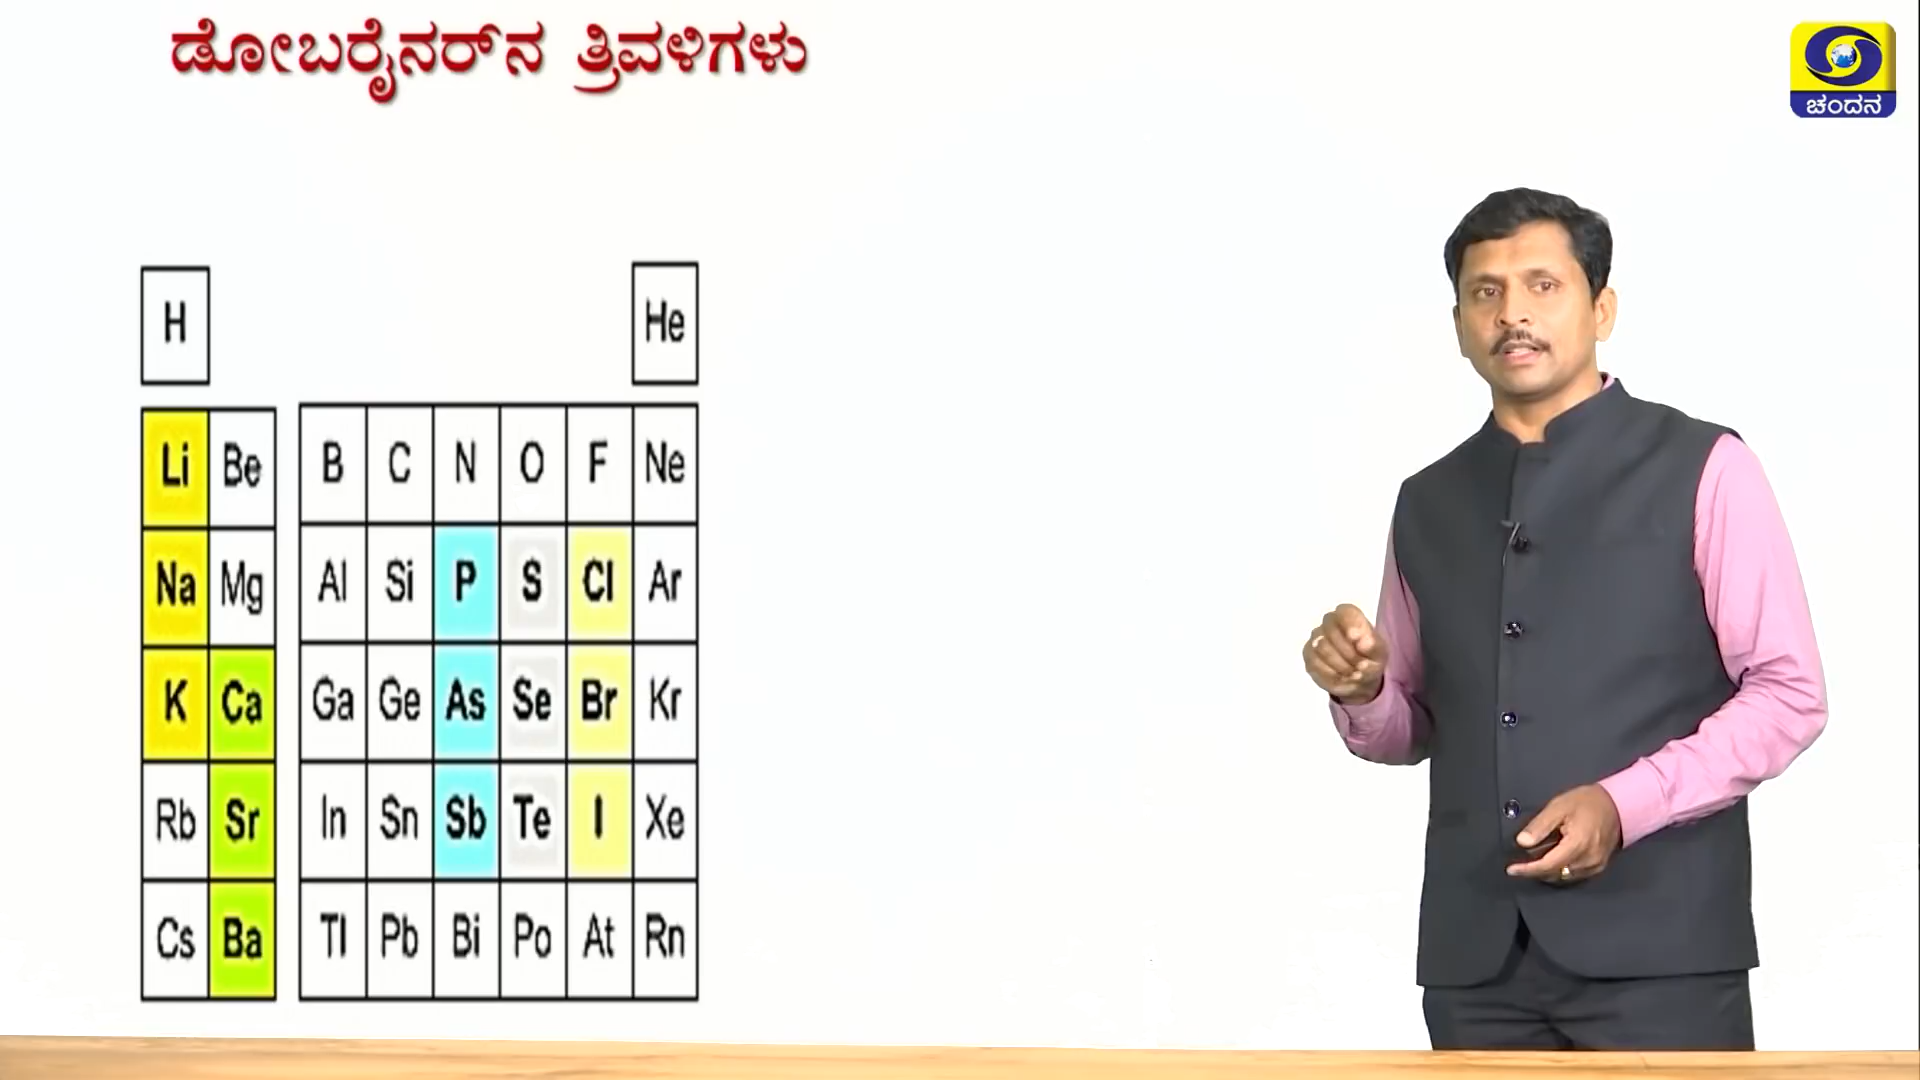 ಡೋಬರೈನರ್‌ನ ತ್ರಿವಳಿಗಳು
ಚಂದನ
H He
Li Be B C N O F Ne
Na Mg Al Si P S Cl Ar
K Ca Ga Ge As Se Br Kr
Rb Sr In Sn Sb Te I Xe
Cs Ba Tl Pb Bi Po At Rn